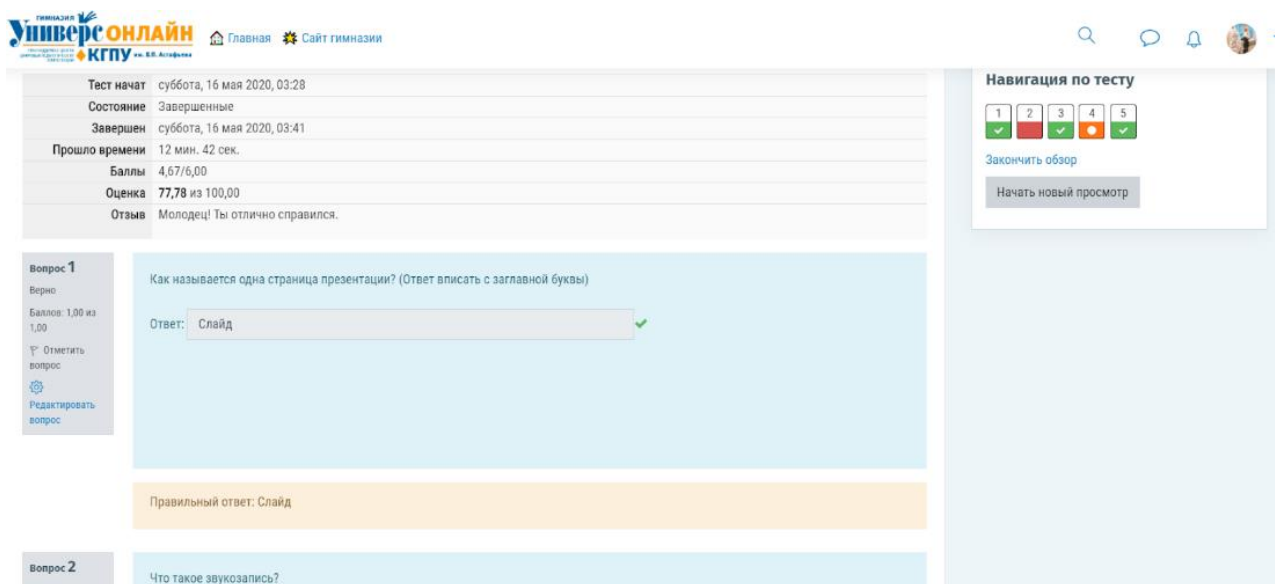 ГИМНАЗИЯ
Универс ОНЛАЙН
КГПУ им. В.П. Астафьева
Главная Сайт гимназии
Тест начат суббота, 16 мая 2020, 03:28
Состояние Завершенные
Завершен суббота, 16 мая 2020, 03:41
Прошло времени 12 мин. 42 сек.
Баллы 4,67/6,00
Оценка 77,78 из 100,00
Отзыв Молодец! Ты отлично справился.
Навигация по тесту
1 2 3 4 5
Закончить обзор
Начать новый просмотр
Вопрос 1
Верно
Баллов: 1,00 из
1,00
Отметить
вопрос
Редактировать
вопрос
Как называется одна страница презентации? (Ответ вписать с заглавной буквы)
Ответ: Слайд
Правильный ответ: Слайд
Вопрос 2
Что такое звукозапись?